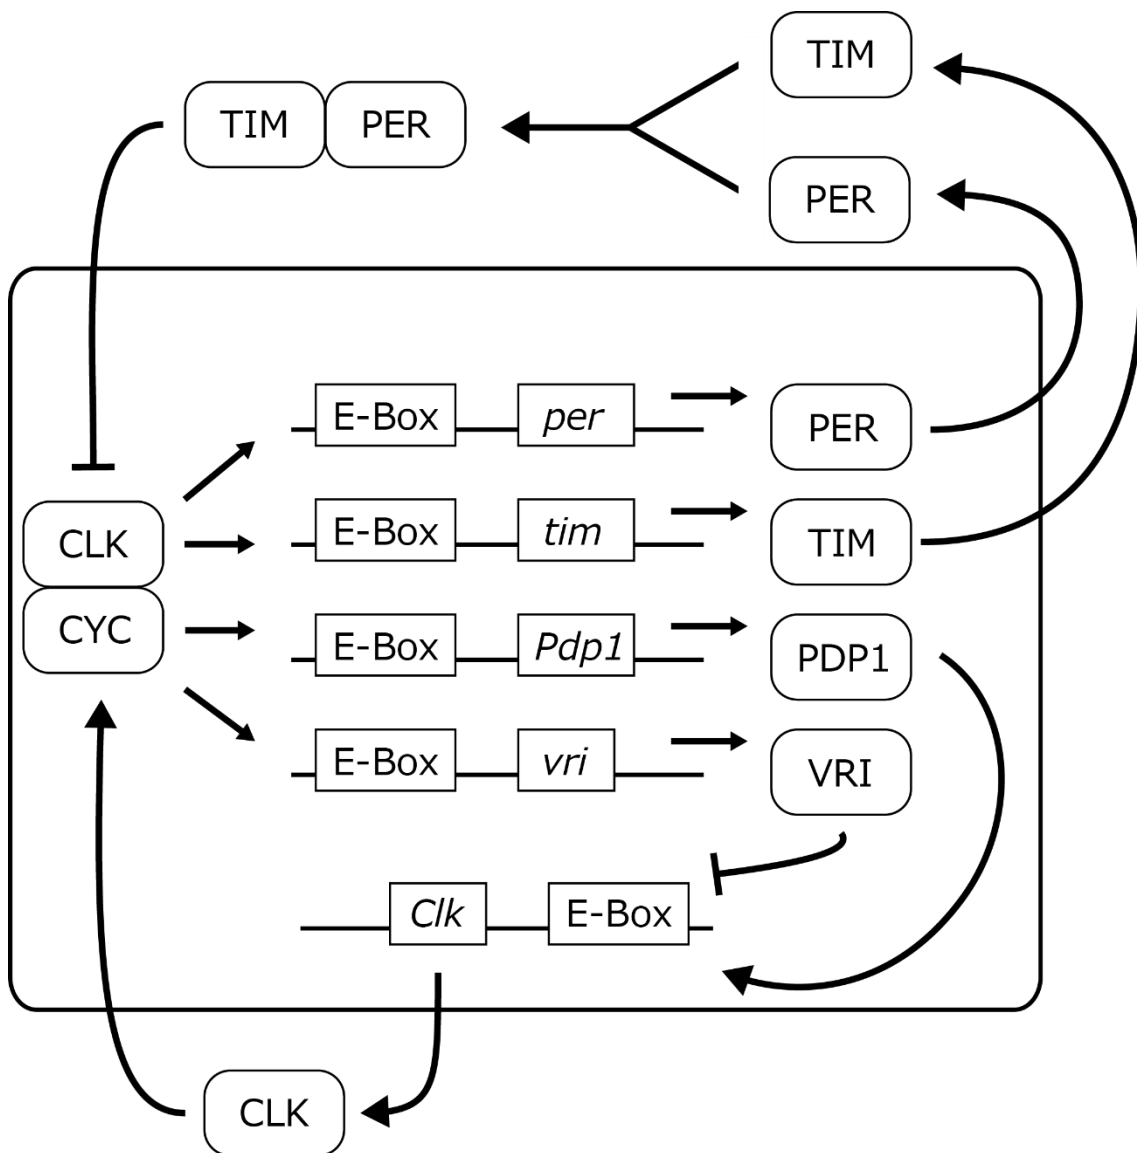 TIM
TIM PER
PER
E-Box per PER
CLK E-Box tim TIM
CYC E-Box Pdp1 PDP1
E-Box vri VRI
Clk E-Box
CLK